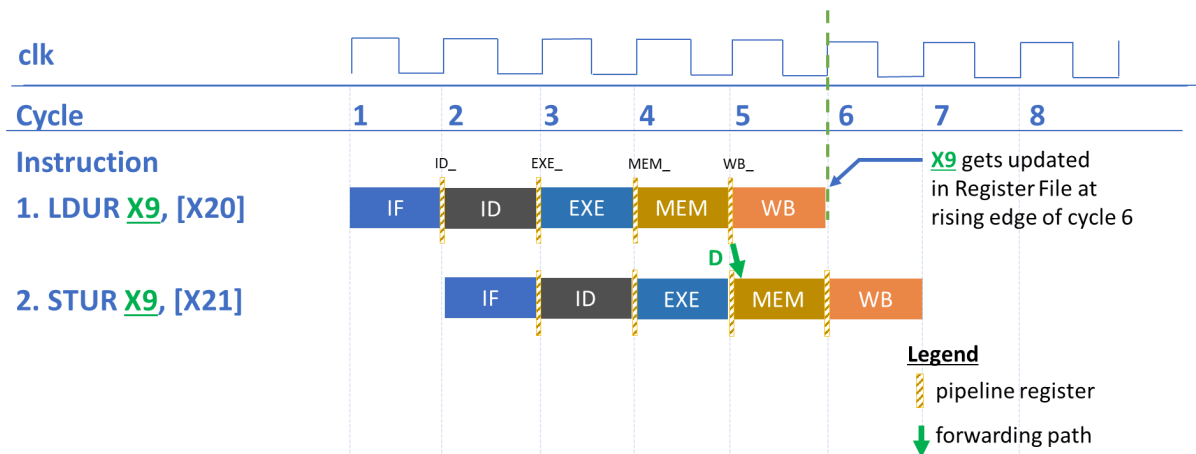 clk
Cycle 1 2 3 4 5 6 7 8
Instruction
ID_ EXE_ MEM_ WB_
1. LDUR X9, [X20]
IF ID EXE MEM WB
X9 gets updated
in Register File at
rising edge of cycle 6
D
2. STUR X9, [X21]
IF ID EXE MEM WB
Legend
pipeline register
forwarding path